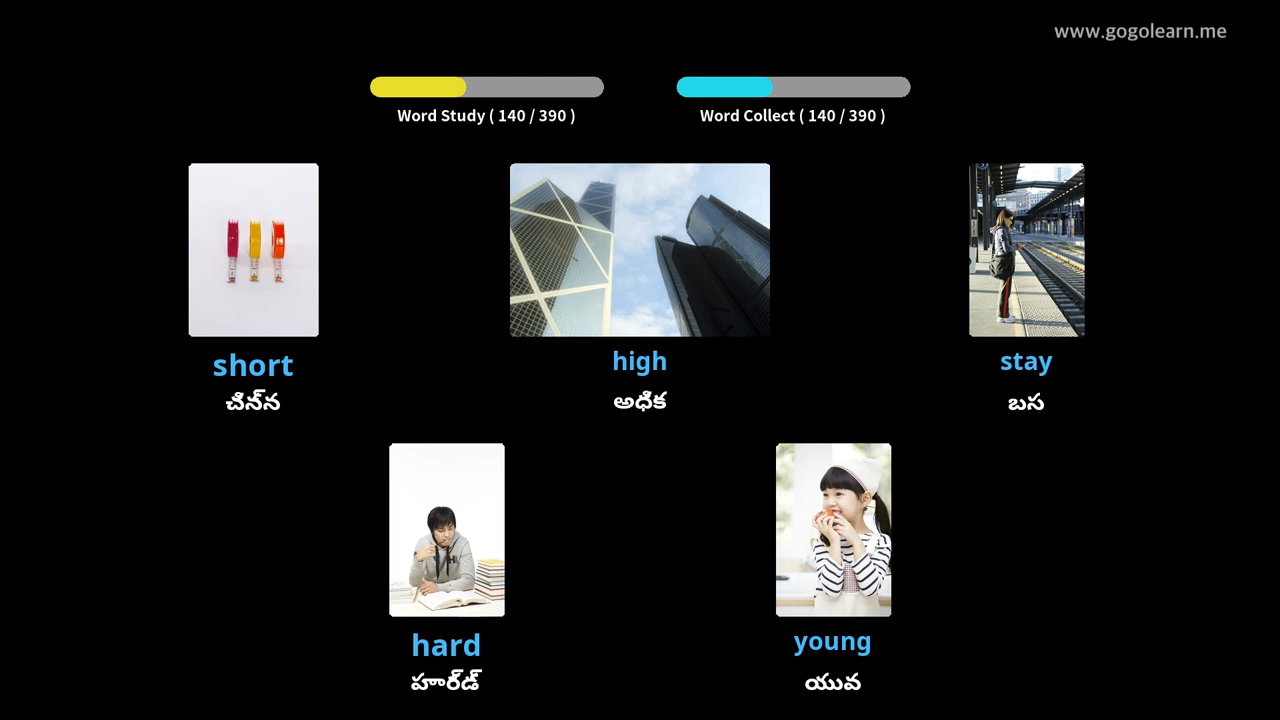 www.gogolearn.me
Word Study ( 140 / 390 )
Word Collect ( 140 / 390 )
short
high
stay
చిన్‌న
అధిక
బస
hard
young
హార్‌డ్
యువ